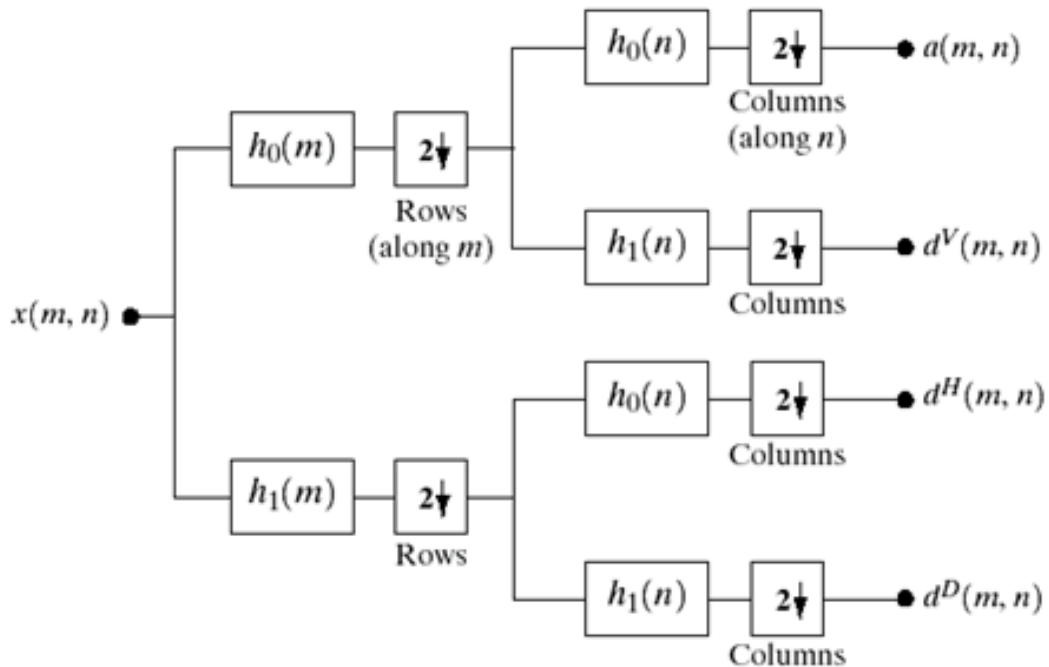 h₀(n) 2↓ a(m, n)
Columns
(along n)
h₀(m) 2↓
Rows
(along m)
h₁(n) 2↓ dⱽ(m, n)
Columns
x(m, n)
h₀(n) 2↓ dᴴ(m, n)
Columns
h₁(m) 2↓
Rows
h₁(n) 2↓ dᴰ(m, n)
Columns